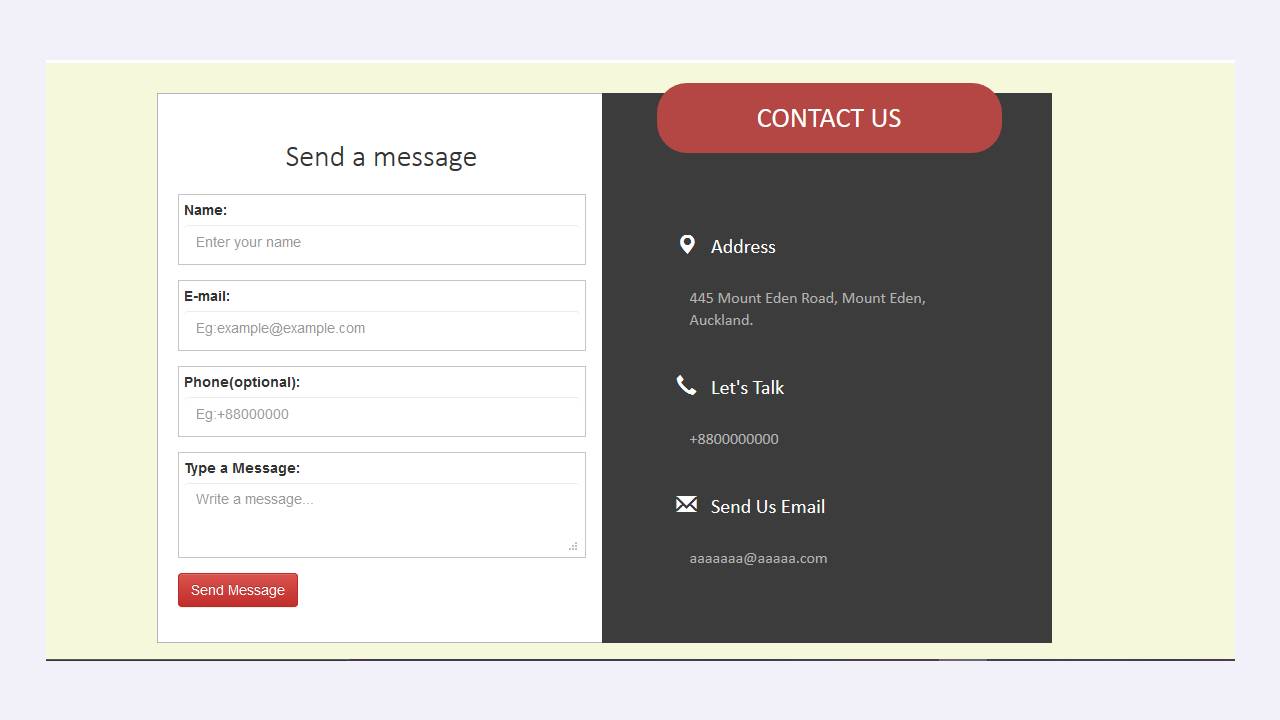 Send a message
Name:
Enter your name
E-mail:
Eg:example@example.com
Phone(optional):
Eg:+88000000
Type a Message:
Write a message...
Send Message
CONTACT US
Address
445 Mount Eden Road, Mount Eden,
Auckland.
Let's Talk
+8800000000
Send Us Email
aaaaaaa@aaaaa.com